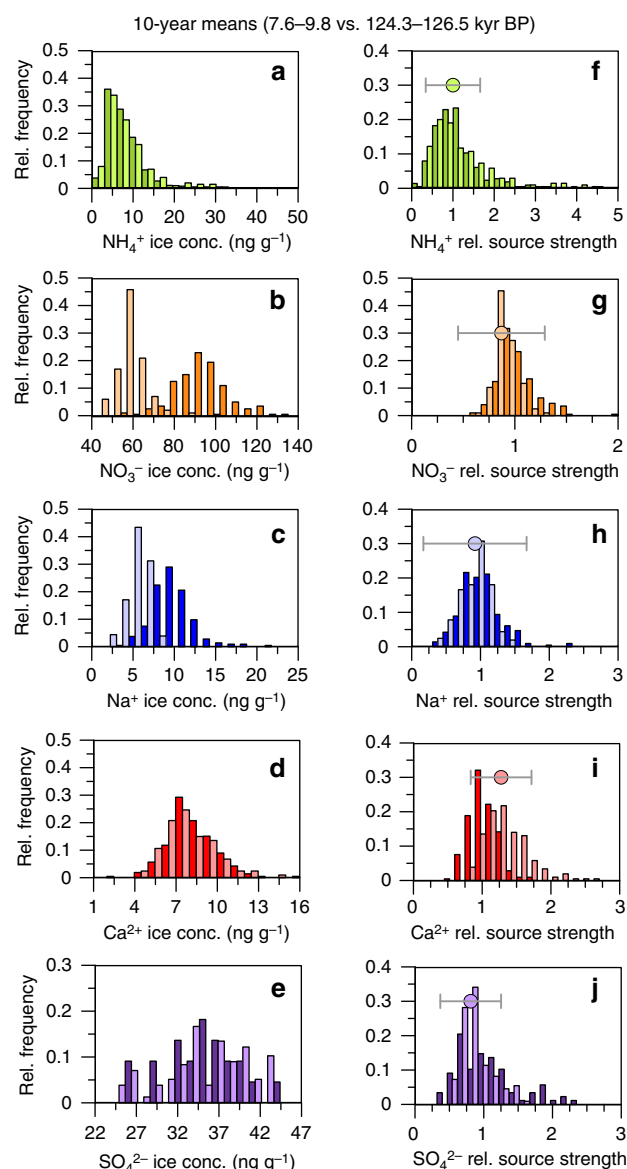 10-year means (7.6–9.8 vs. 124.3–126.5 kyr BP)
a
Rel. frequency
0.5
0.4
0.3
0.2
0.1
0
0 10 20 30 40 50
NH₄⁺ ice conc. (ng g⁻¹)
f
0.4
0.3
0.2
0.1
0
0 1 2 3 4 5
NH₄⁺ rel. source strength
b
Rel. frequency
0.5
0.4
0.3
0.2
0.1
0
40 60 80 100 120 140
NO₃⁻ ice conc. (ng g⁻¹)
g
0.5
0.4
0.3
0.2
0.1
0
0 1 2
NO₃⁻ rel. source strength
c
Rel. frequency
0.5
0.4
0.3
0.2
0.1
0
0 5 10 15 20 25
Na⁺ ice conc. (ng g⁻¹)
h
0.4
0.3
0.2
0.1
0
0 1 2 3
Na⁺ rel. source strength
d
Rel. frequency
0.5
0.4
0.3
0.2
0.1
0
1 4 7 10 13 16
Ca²⁺ ice conc. (ng g⁻¹)
i
0.4
0.3
0.2
0.1
0
0 1 2 3
Ca²⁺ rel. source strength
e
Rel. frequency
0.3
0.2
0.1
0
22 27 32 37 42 47
SO₄²⁻ ice conc. (ng g⁻¹)
j
0.4
0.3
0.2
0.1
0
0 1 2 3
SO₄²⁻ rel. source strength